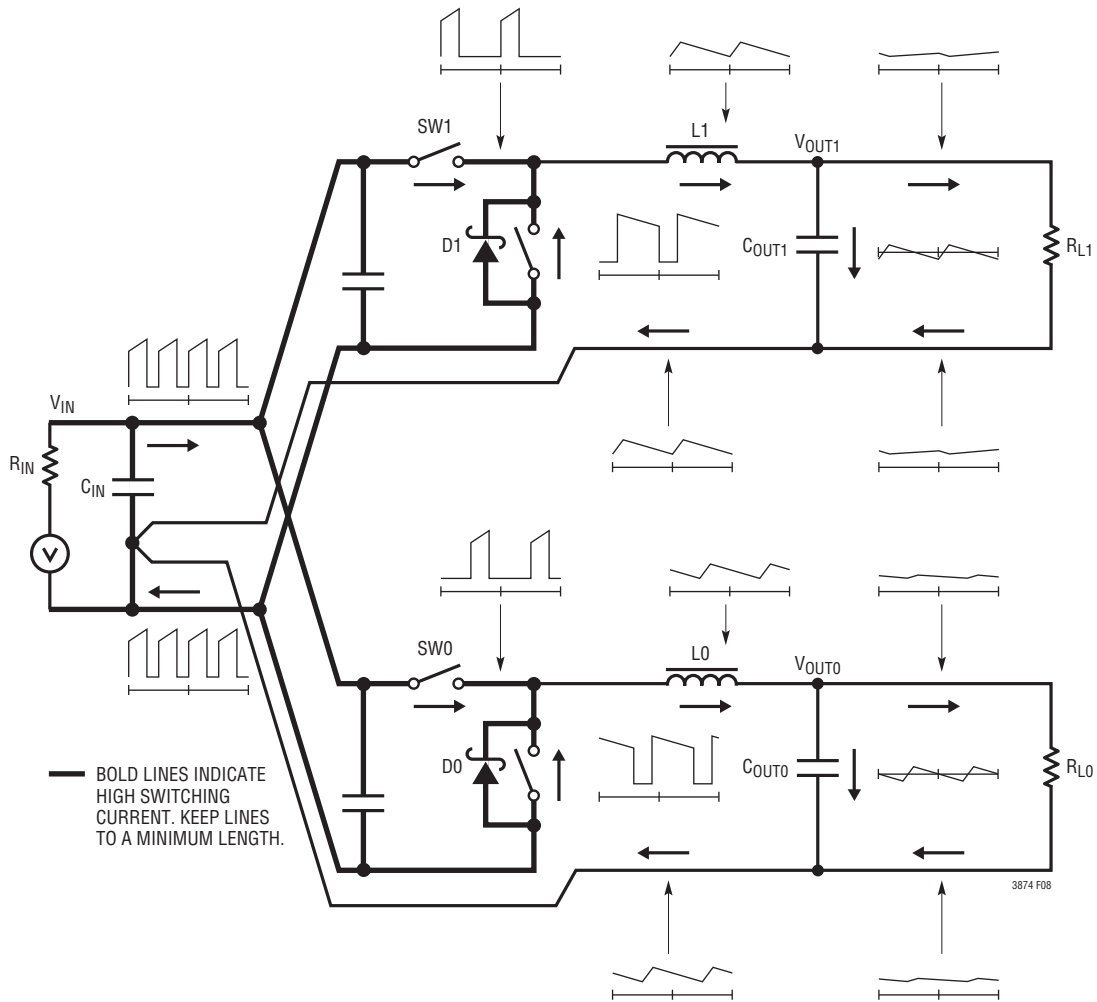 SW1
L1
VOUT1
D1
COUT1
RL1
VIN
RIN
CIN
SW0
L0
VOUT0
D0
COUT0
RL0
BOLD LINES INDICATE
HIGH SWITCHING
CURRENT. KEEP LINES
TO A MINIMUM LENGTH.
3874 F08